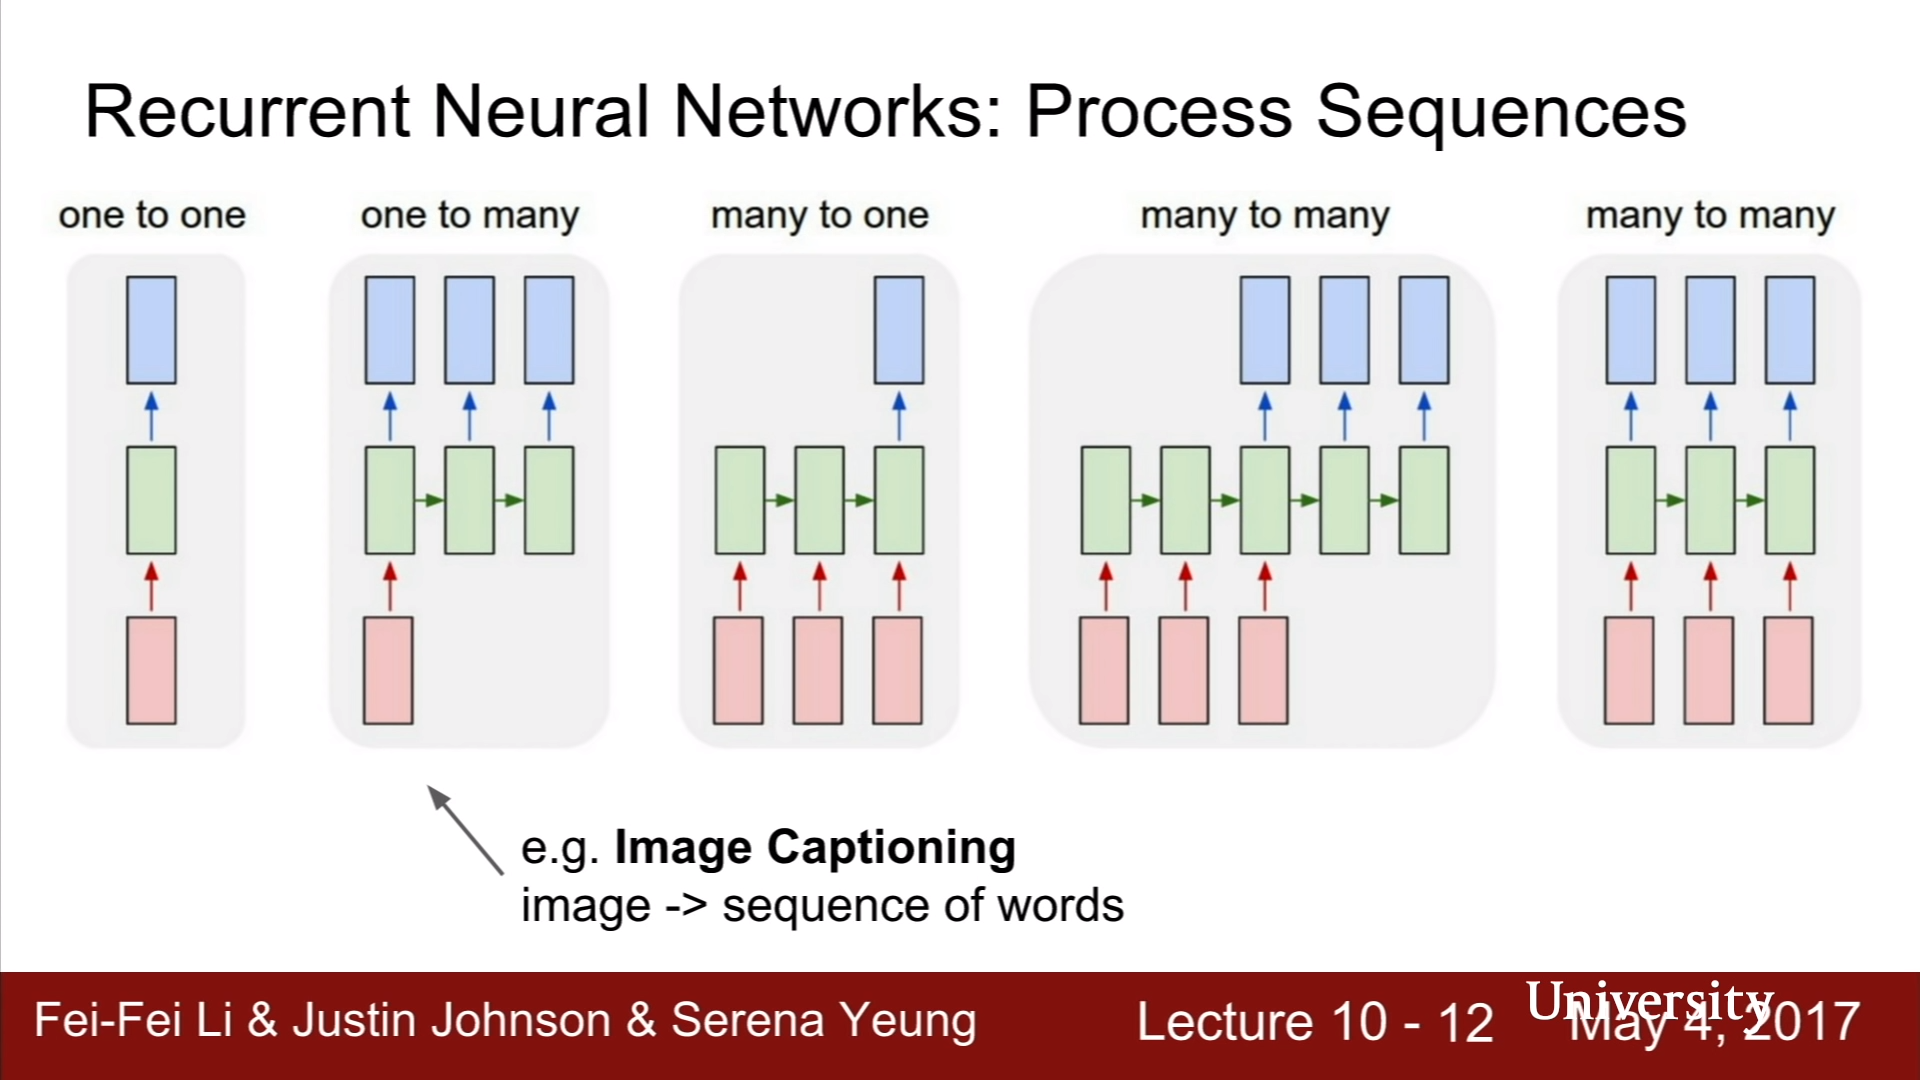 Recurrent Neural Networks: Process Sequences
one to one
one to many
many to one
many to many
many to many
e.g. Image Captioning
image -> sequence of words
Fei-Fei Li & Justin Johnson & Serena Yeung
Lecture 10 - 12
University
May 4, 2017